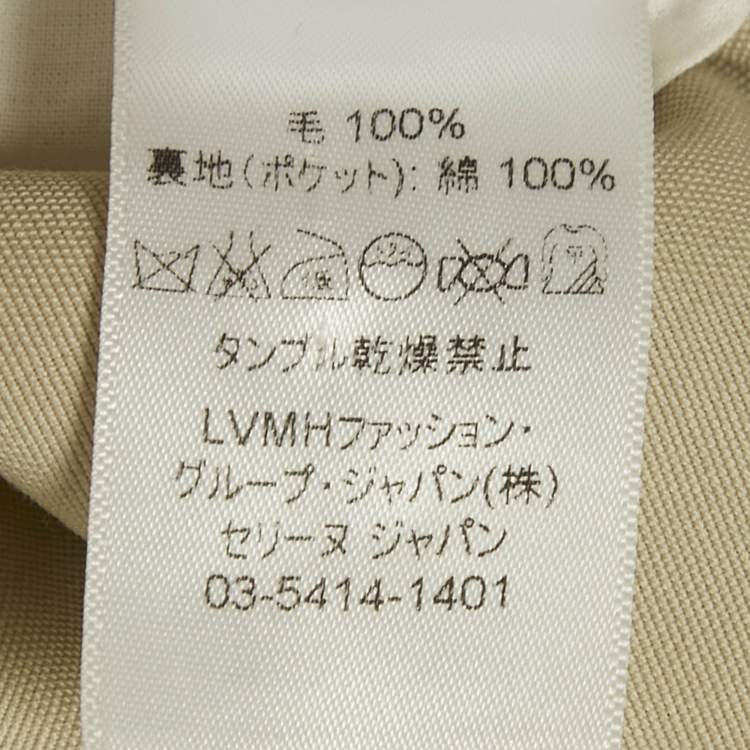 毛 100%
裏地(ポケット): 綿 100%
タンブル乾燥禁止
LVMHファッション・
グループ・ジャパン(株)
セリーヌ ジャパン
03-5414-1401